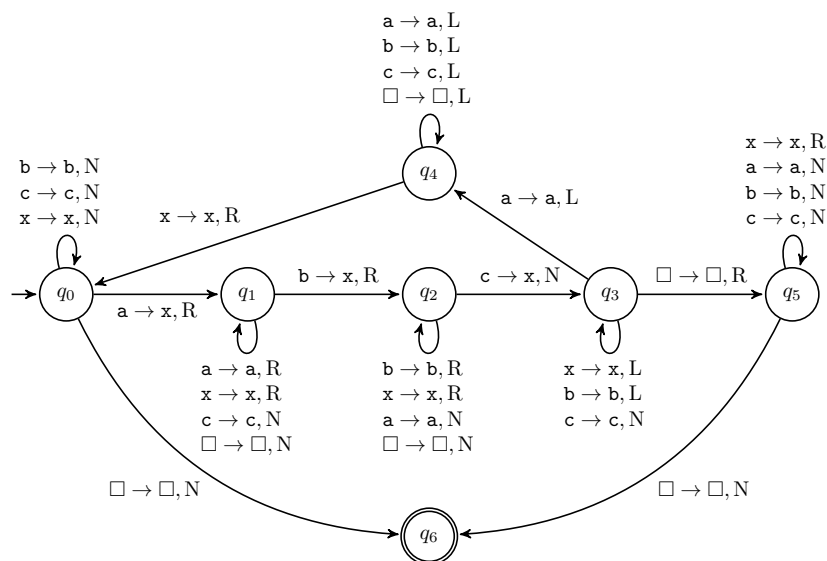 a → a, L
b → b, L
c → c, L
□ → □, L
q₄
x → x, R
a → a, N
b → b, N
c → c, N
b → b, N
c → c, N
x → x, N
x → x, R
a → a, L
q₀
a → x, R
q₁
b → x, R
q₂
c → x, N
q₃
□ → □, R
q₅
a → a, R
x → x, R
c → c, N
□ → □, N
b → b, R
x → x, R
a → a, N
□ → □, N
x → x, L
b → b, L
c → c, N
□ → □, N
□ → □, N
q₆